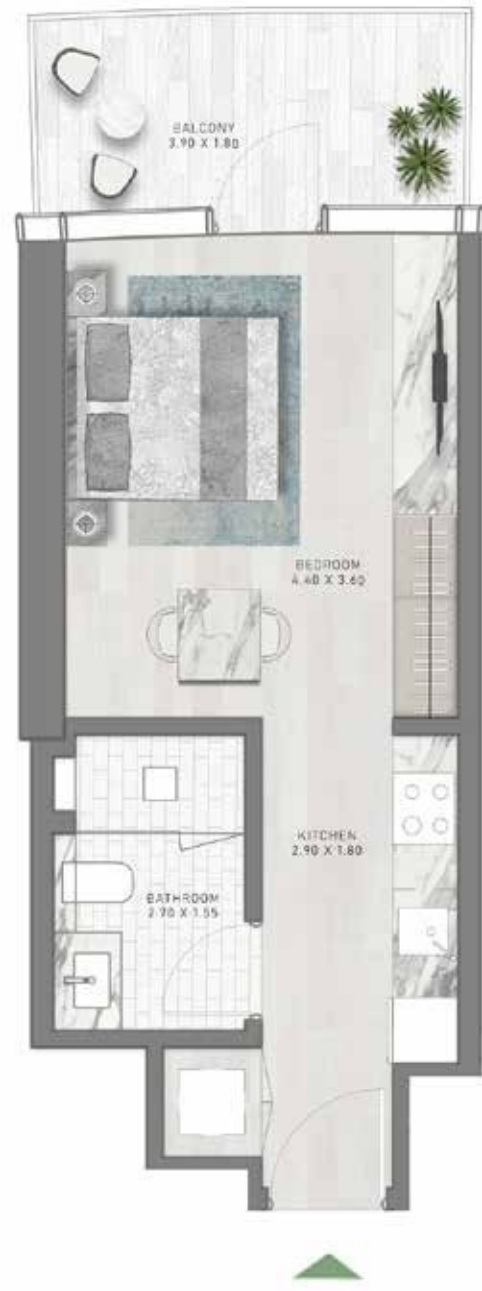 BALCONY
3.90 X 1.80
BEDROOM
4.40 X 3.60
KITCHEN
2.90 X 1.80
BATHROOM
2.70 X 1.55